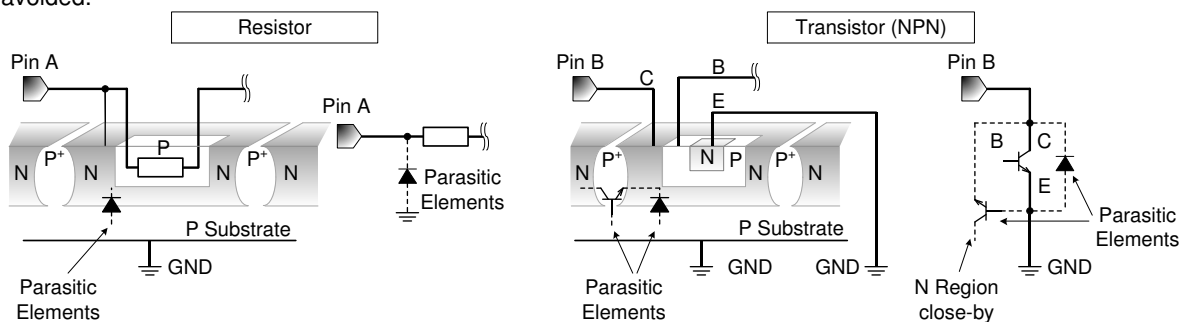 avoided.
Resistor
Transistor (NPN)
Pin A
Pin A
N
P+
N
P
N
P+
N
Parasitic
Elements
P Substrate
GND
Parasitic
Elements
Pin B
C
B
E
N
P+
N
N
P
N
P+
N
P Substrate
GND
GND
Parasitic
Elements
Pin B
B
C
E
Parasitic
Elements
GND
N Region
close-by